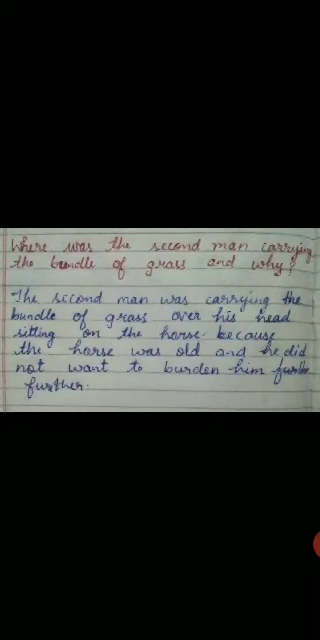 Where was the second man carrying
the bundle of grass and why?
The second man was carrying the
bundle of grass over his head
sitting on the horse. because
the horse was old and he did
not want to burden him further
further.